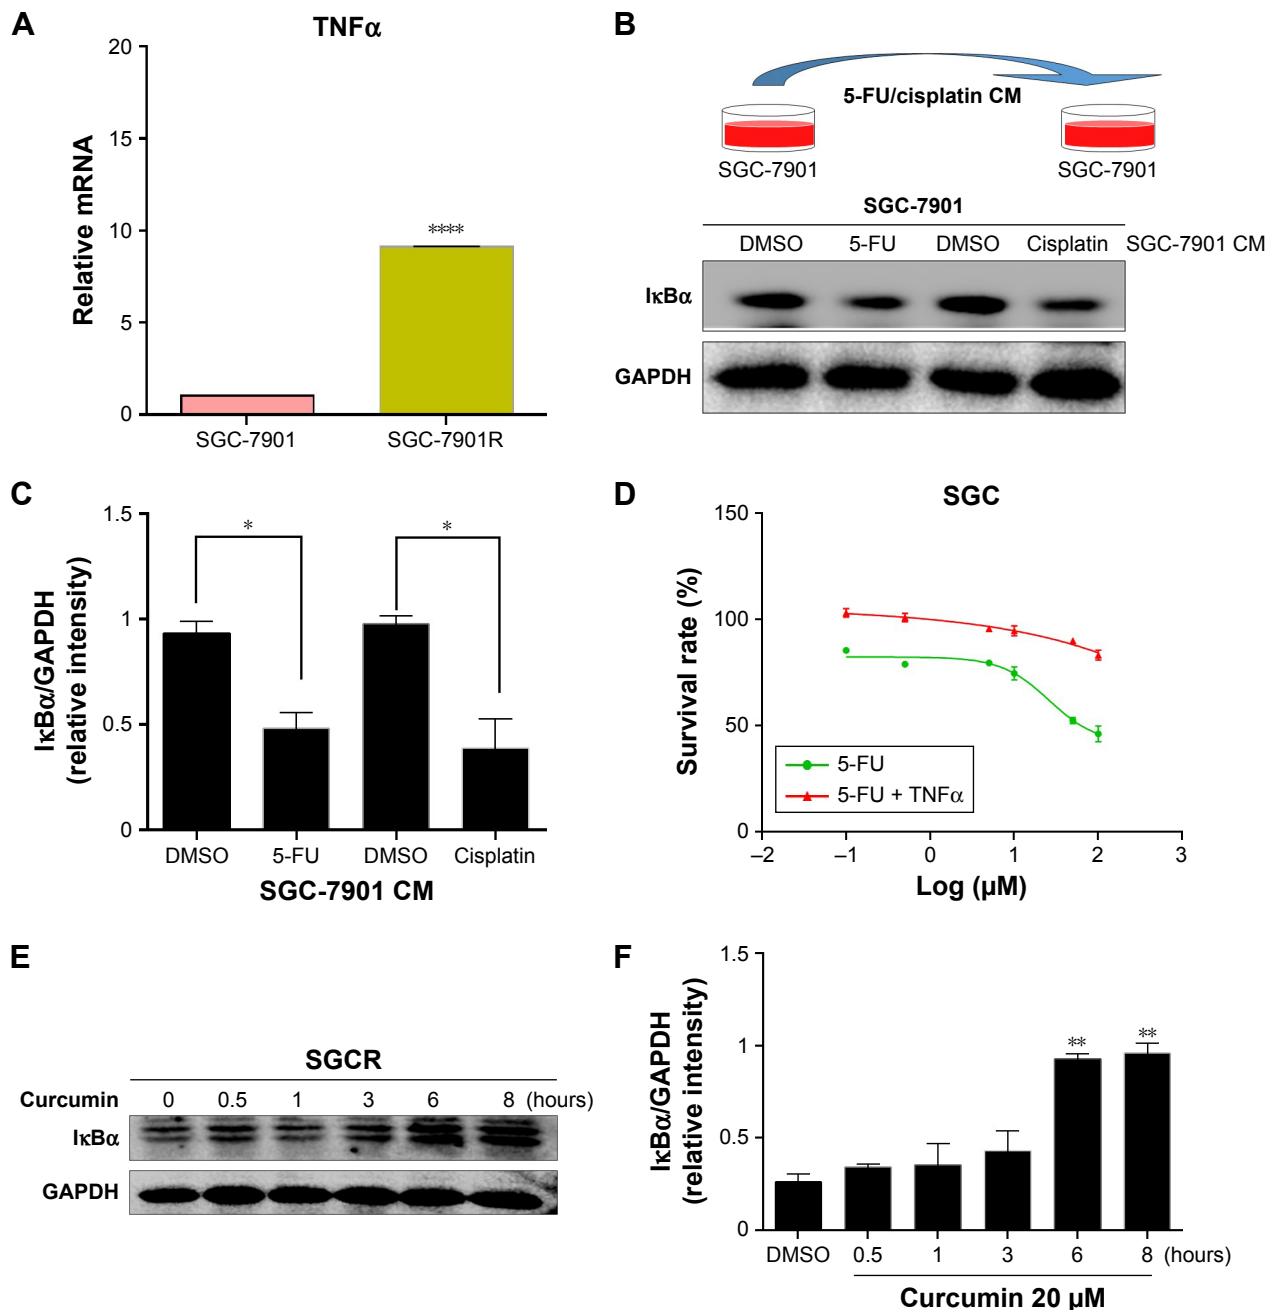 A
TNFα
20
15
10
5
0
Relative mRNA
****
SGC-7901
SGC-7901R
B
5-FU/cisplatin CM
SGC-7901
SGC-7901
SGC-7901
DMSO 5-FU DMSO Cisplatin SGC-7901 CM
IκBα
GAPDH
C
1.5
1
0.5
0
IκBα/GAPDH
(relative intensity)
*
*
DMSO 5-FU DMSO Cisplatin
SGC-7901 CM
D
SGC
150
100
50
0
Survival rate (%)
5-FU
5-FU + TNFα
–2 –1 0 1 2 3
Log (µM)
E
SGCR
Curcumin 0 0.5 1 3 6 8 (hours)
IκBα
GAPDH
F
1.5
1
0.5
0
IκBα/GAPDH
(relative intensity)
**
**
DMSO 0.5 1 3 6 8 (hours)
Curcumin 20 µM